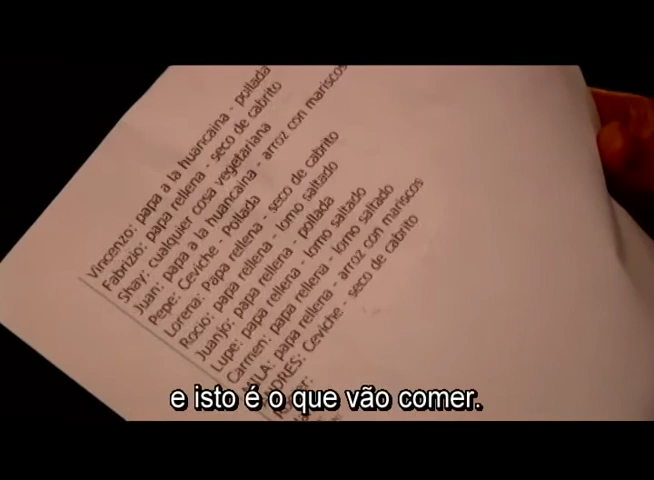 Vincenzo: papa a la huancaina - pollada
Fabrizio: papa rellena - seco de cabrito
Shay: cualquier cosa vegetariana
Juan: papa a la huancaina - arroz con mariscos
Pepe: Ceviche - Pollada
Lorena: Papa rellena - seco de cabrito
Rocio: papa rellena - lomo saltado
Juanjo: papa rellena - pollada
Lupe: papa rellena - lomo saltado
Carmen: papa rellena - lomo saltado
papa rellena - arroz con mariscos
Ceviche - seco de cabrito
e isto é o que vão comer.